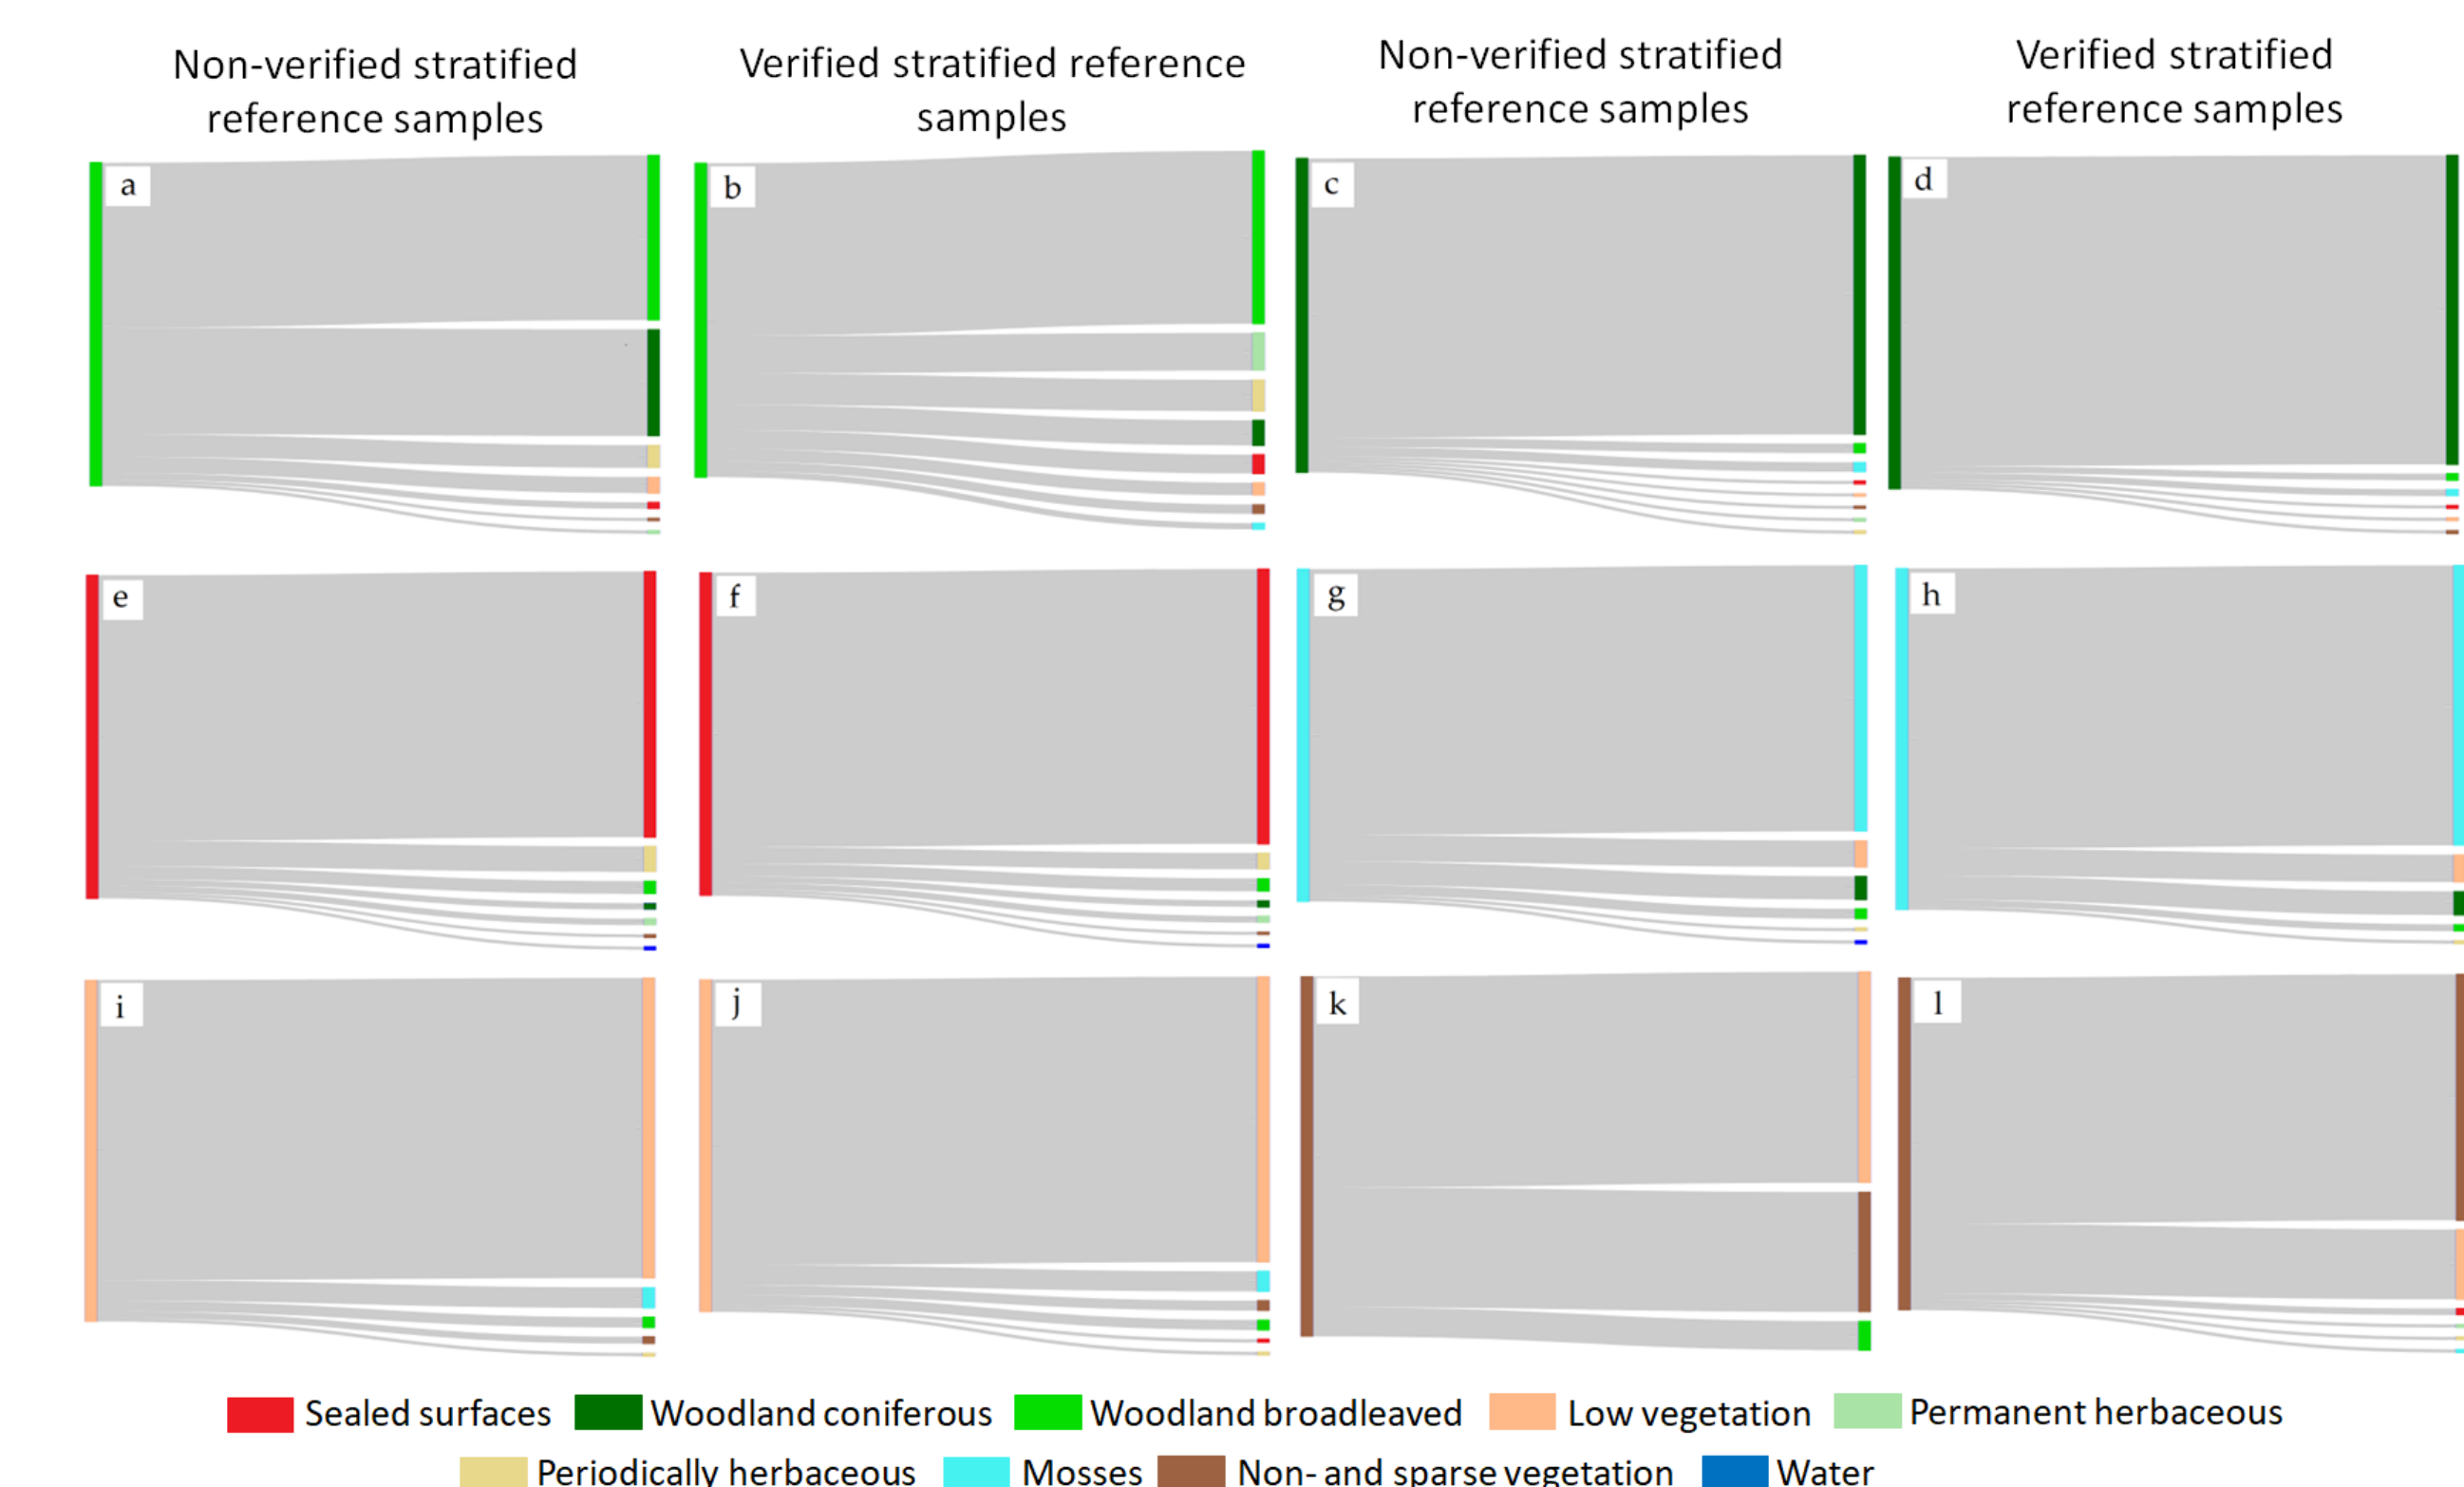 Non-verified stratified
reference samples
Verified stratified reference
samples
Non-verified stratified
reference samples
Verified stratified
reference samples
a
b
c
d
e
f
g
h
i
j
k
l
Sealed surfaces
Woodland coniferous
Woodland broadleaved
Low vegetation
Permanent herbaceous
Periodically herbaceous
Mosses
Non- and sparse vegetation
Water